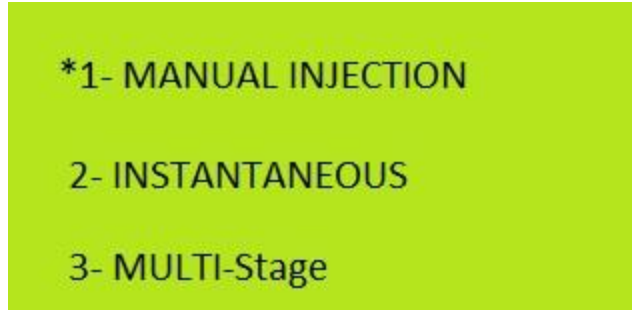 *1- MANUAL INJECTION
2- INSTANTANEOUS
3- MULTI-Stage